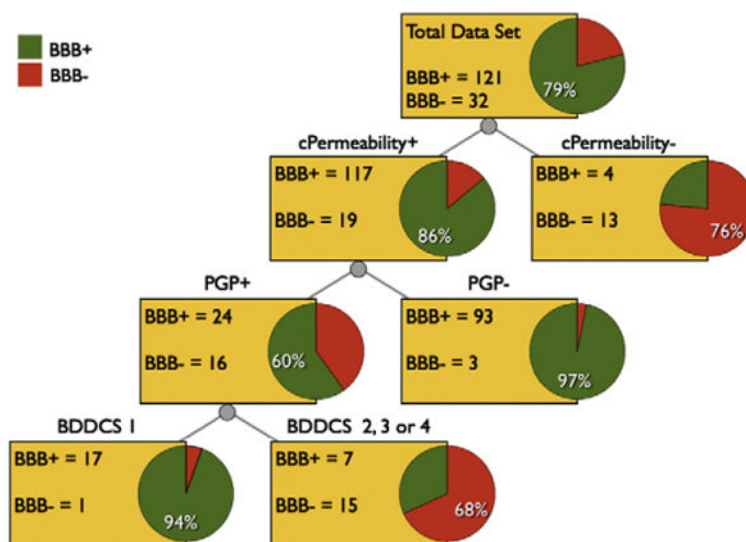 BBB+
BBB-
Total Data Set
BBB+ = 121
BBB- = 32
79%
cPermeability+
BBB+ = 117
BBB- = 19
86%
cPermeability-
BBB+ = 4
BBB- = 13
76%
PGP+
BBB+ = 24
BBB- = 16
60%
PGP-
BBB+ = 93
BBB- = 3
97%
BDDCS 1
BBB+ = 17
BBB- = 1
94%
BDDCS 2, 3 or 4
BBB+ = 7
BBB- = 15
68%